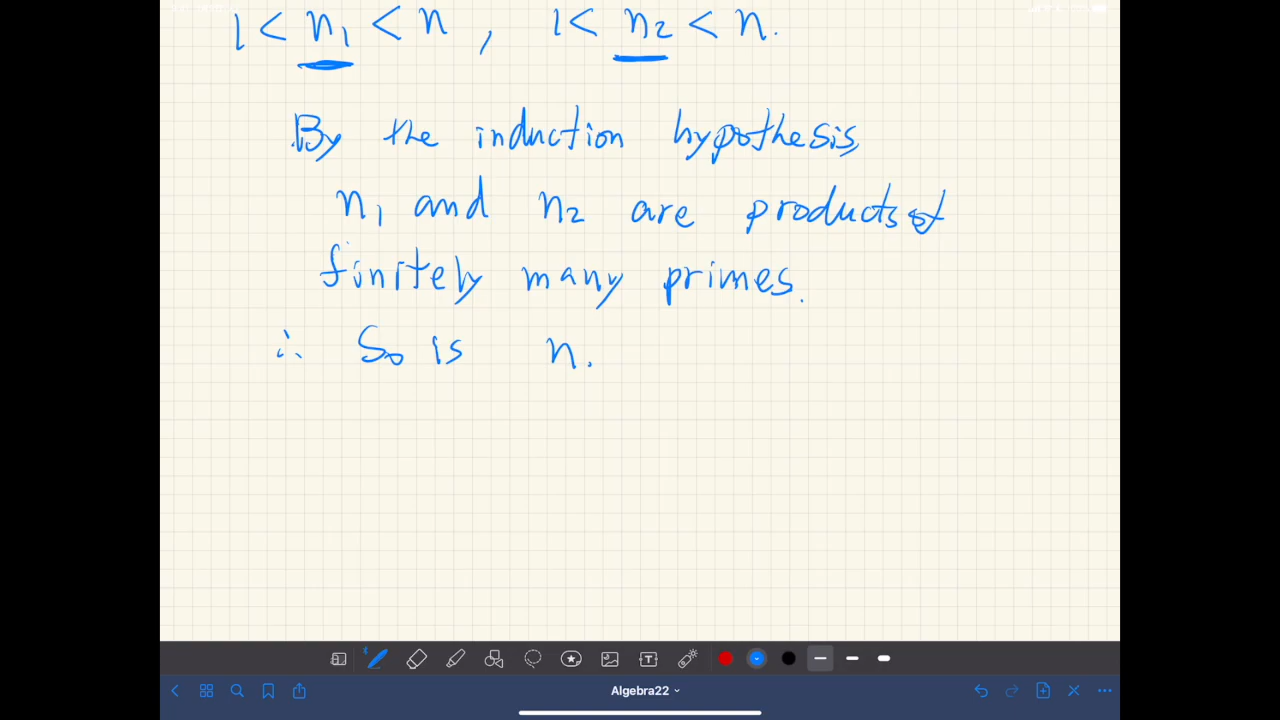 1 < n₁ < n , 1 < n₂ < n.
By the induction hypothesis,
n₁ and n₂ are products of
finitely many primes.
∴ So is n.
T
Algebra22